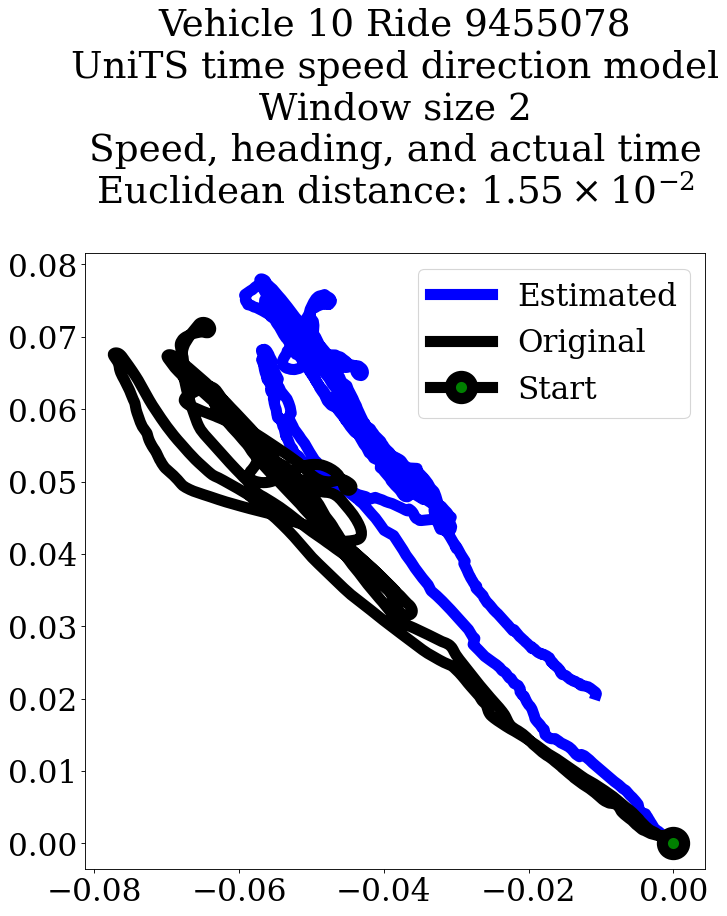 Vehicle 10 Ride 9455078
UniTS time speed direction model
Window size 2
Speed, heading, and actual time
Euclidean distance: 1.55 × 10⁻²
Estimated
Original
Start
0.08
0.07
0.06
0.05
0.04
0.03
0.02
0.01
0.00
−0.08 −0.06 −0.04 −0.02 0.00